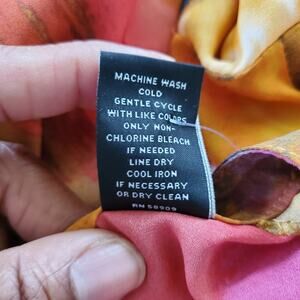 MACHINE WASH
COLD
GENTLE CYCLE
WITH LIKE COLORS
ONLY NON-
CHLORINE BLEACH
IF NEEDED
LINE DRY
COOL IRON
IF NECESSARY
OR DRY CLEAN
RN 58909